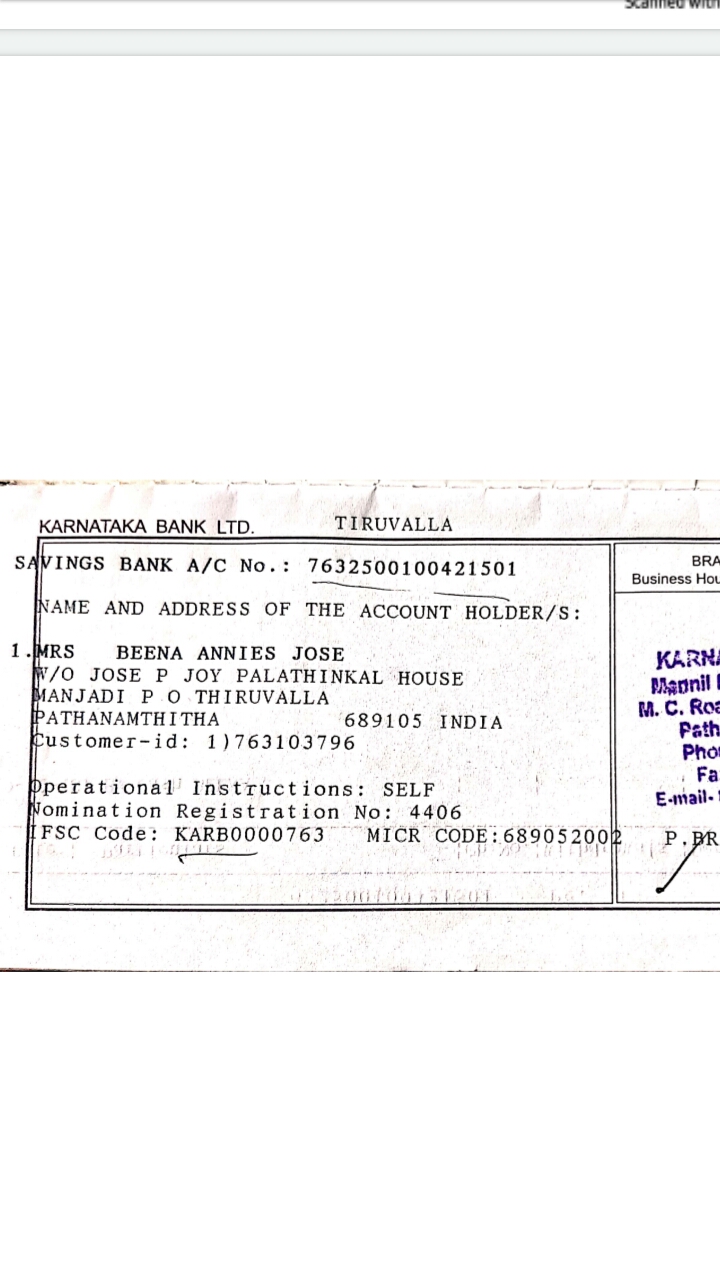 Scanned with
KARNATAKA BANK LTD. TIRUVALLA
SAVINGS BANK A/C No.: 7632500100421501
NAME AND ADDRESS OF THE ACCOUNT HOLDER/S:
1.MRS BEENA ANNIES JOSE
W/O JOSE P JOY PALATHINKAL HOUSE
MANJADI P O THIRUVALLA
PATHANAMTHITHA 689105 INDIA
Customer-id: 1)763103796
Operational Instructions: SELF
Nomination Registration No: 4406
IFSC Code: KARB0000763 MICR CODE:689052002
BRA
Business Hou
KARNA
Mannil
M. C. Roa
Path
Pho
Fa
E-mail-
P.BR